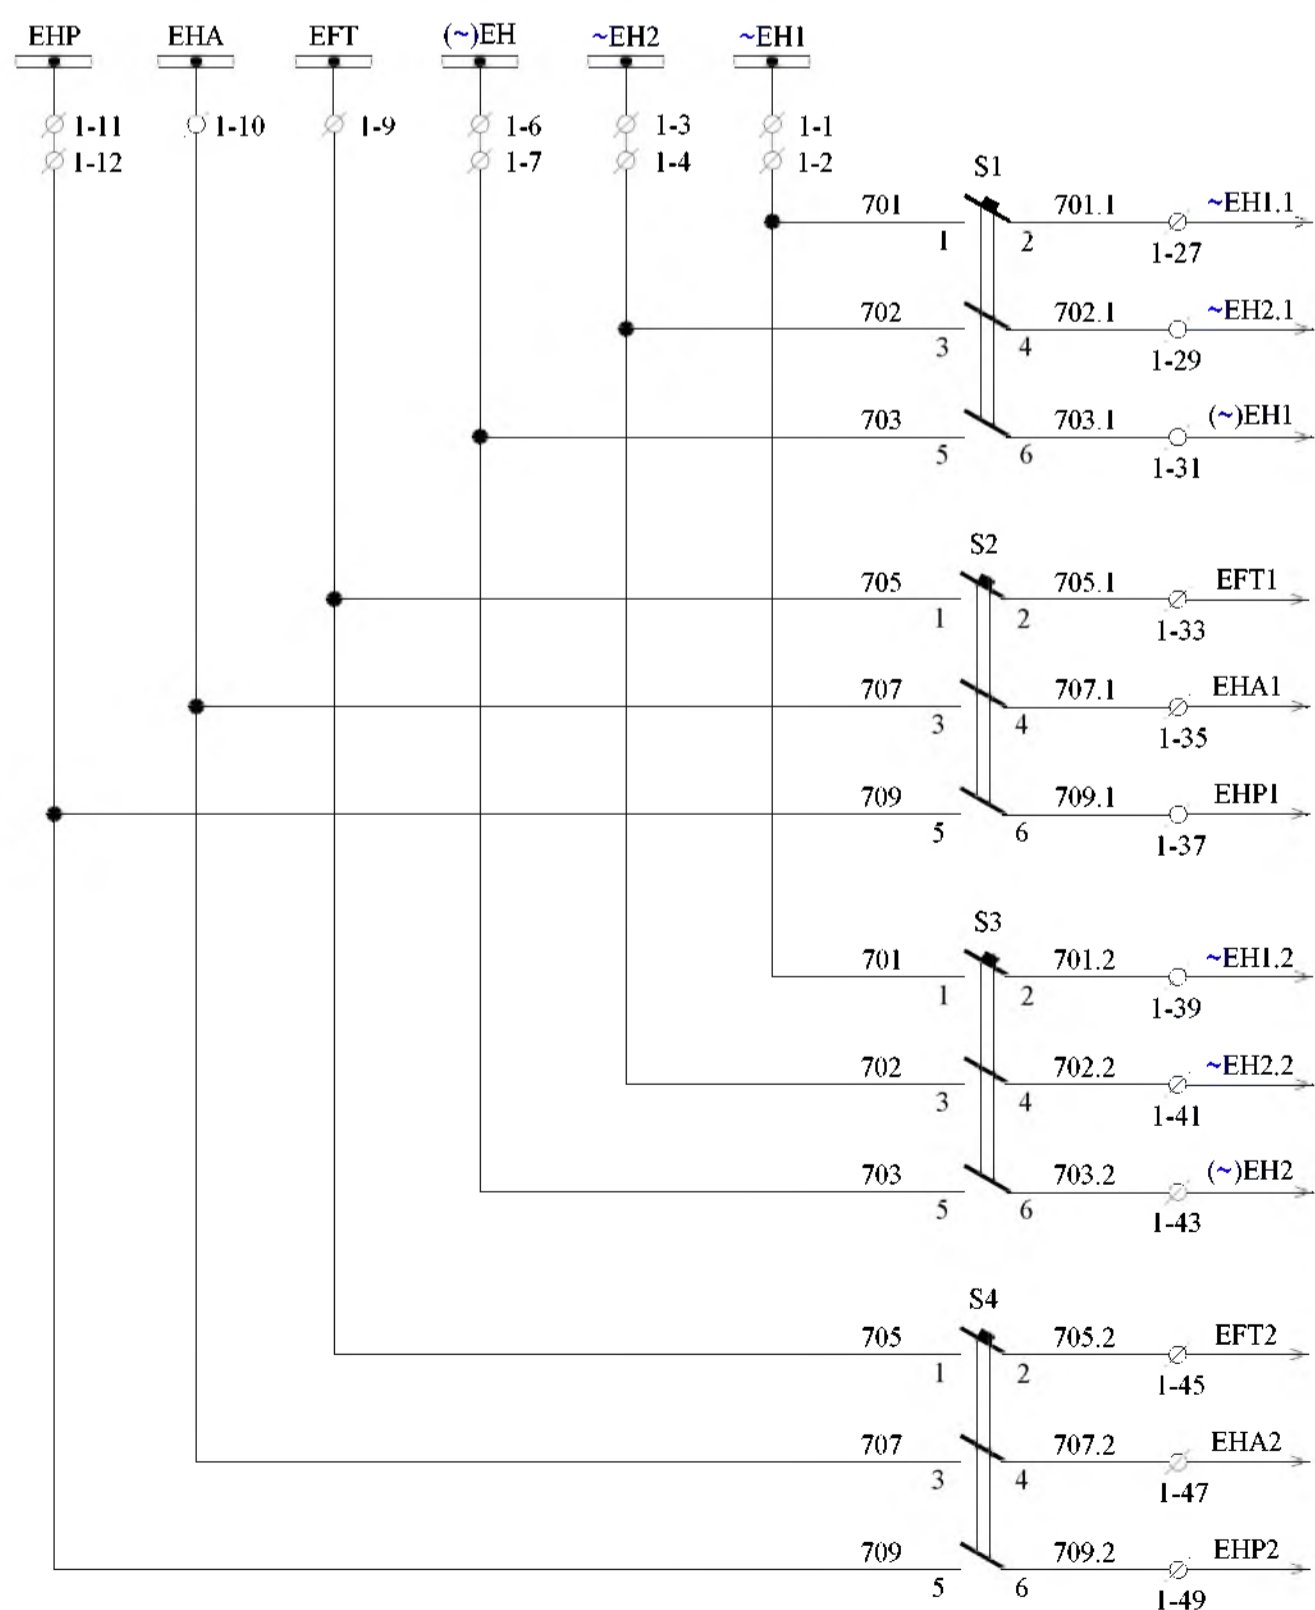 EHP EHA EFT (~)EH ~EH2 ~EH1
1-11 1-10 1-9 1-6 1-3 1-1
1-12 1-7 1-4 1-2
S1
701 701.1 ~EH1.1
1 2 1-27
702 702.1 ~EH2.1
3 4 1-29
703 703.1 (~)EH1
5 6 1-31
S2
705 705.1 EFT1
1 2 1-33
707 707.1 EHA1
3 4 1-35
709 709.1 EHP1
5 6 1-37
S3
701 701.2 ~EH1.2
1 2 1-39
702 702.2 ~EH2.2
3 4 1-41
703 703.2 (~)EH2
5 6 1-43
S4
705 705.2 EFT2
1 2 1-45
707 707.2 EHA2
3 4 1-47
709 709.2 EHP2
5 6 1-49